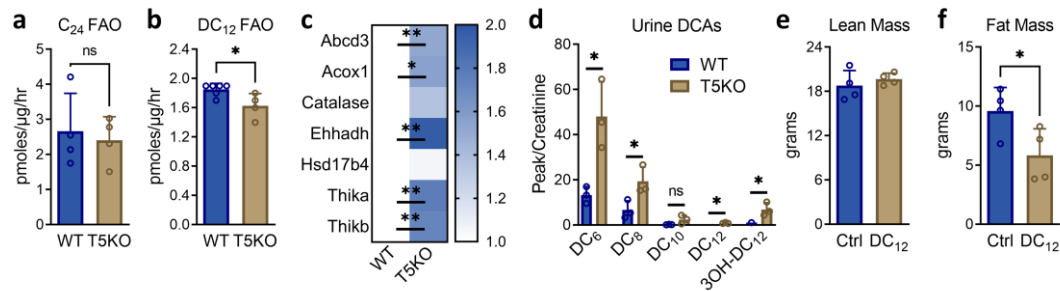 a
C24 FAO
ns
pmoles/µg/hr
5
4
3
2
1
0
WT T5KO
b
DC12 FAO
*
pmoles/µg/hr
2.4
2.0
1.6
1.2
0.8
0.4
0.0
WT T5KO
c
Abcd3
**
Acox1
*
Catalase
Ehhadh
**
Hsd17b4
Thika
**
Thikb
**
WT
T5KO
2.0
1.8
1.6
1.4
1.2
1.0
d
Urine DCAs
Peak/Creatinine
80
60
40
20
0
*
*
ns
*
*
WT
T5KO
DC6
DC8
DC10
DC12
3OH-DC12
e
Lean Mass
grams
24
18
12
6
0
Ctrl DC12
f
Fat Mass
*
grams
15
10
5
0
Ctrl DC12